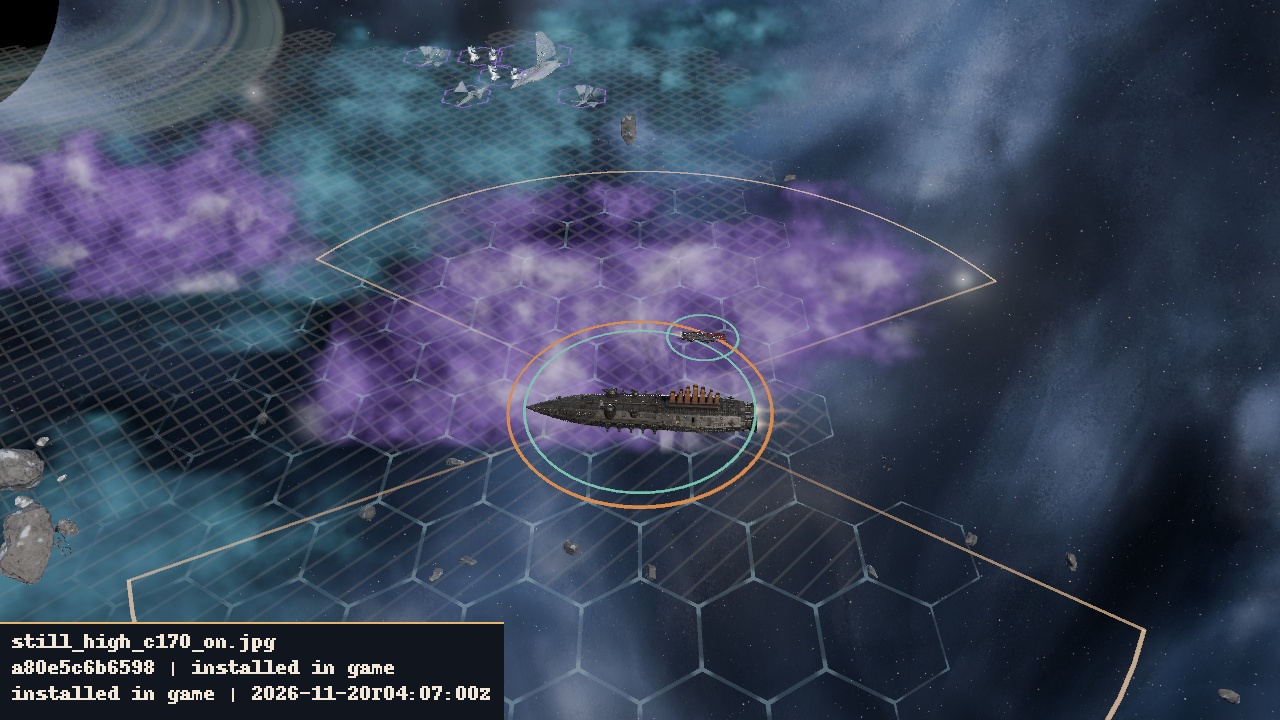 still_high_c170_on.jpg
a80e5c6b6598 | installed in game
installed in game | 2026-11-20T04:07:00Z